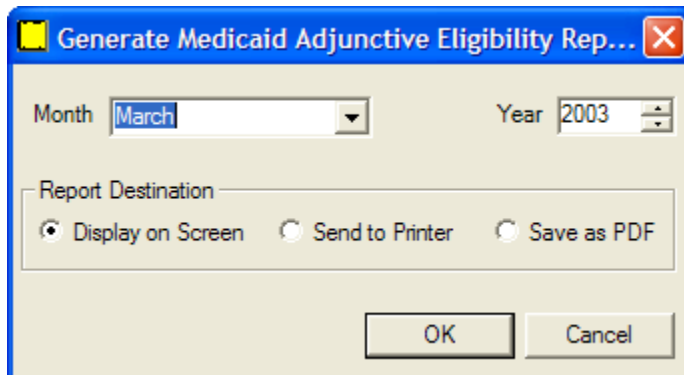 Generate Medicaid Adjunctive Eligibility Rep...
Month March Year 2003
Report Destination
Display on Screen Send to Printer Save as PDF
OK Cancel